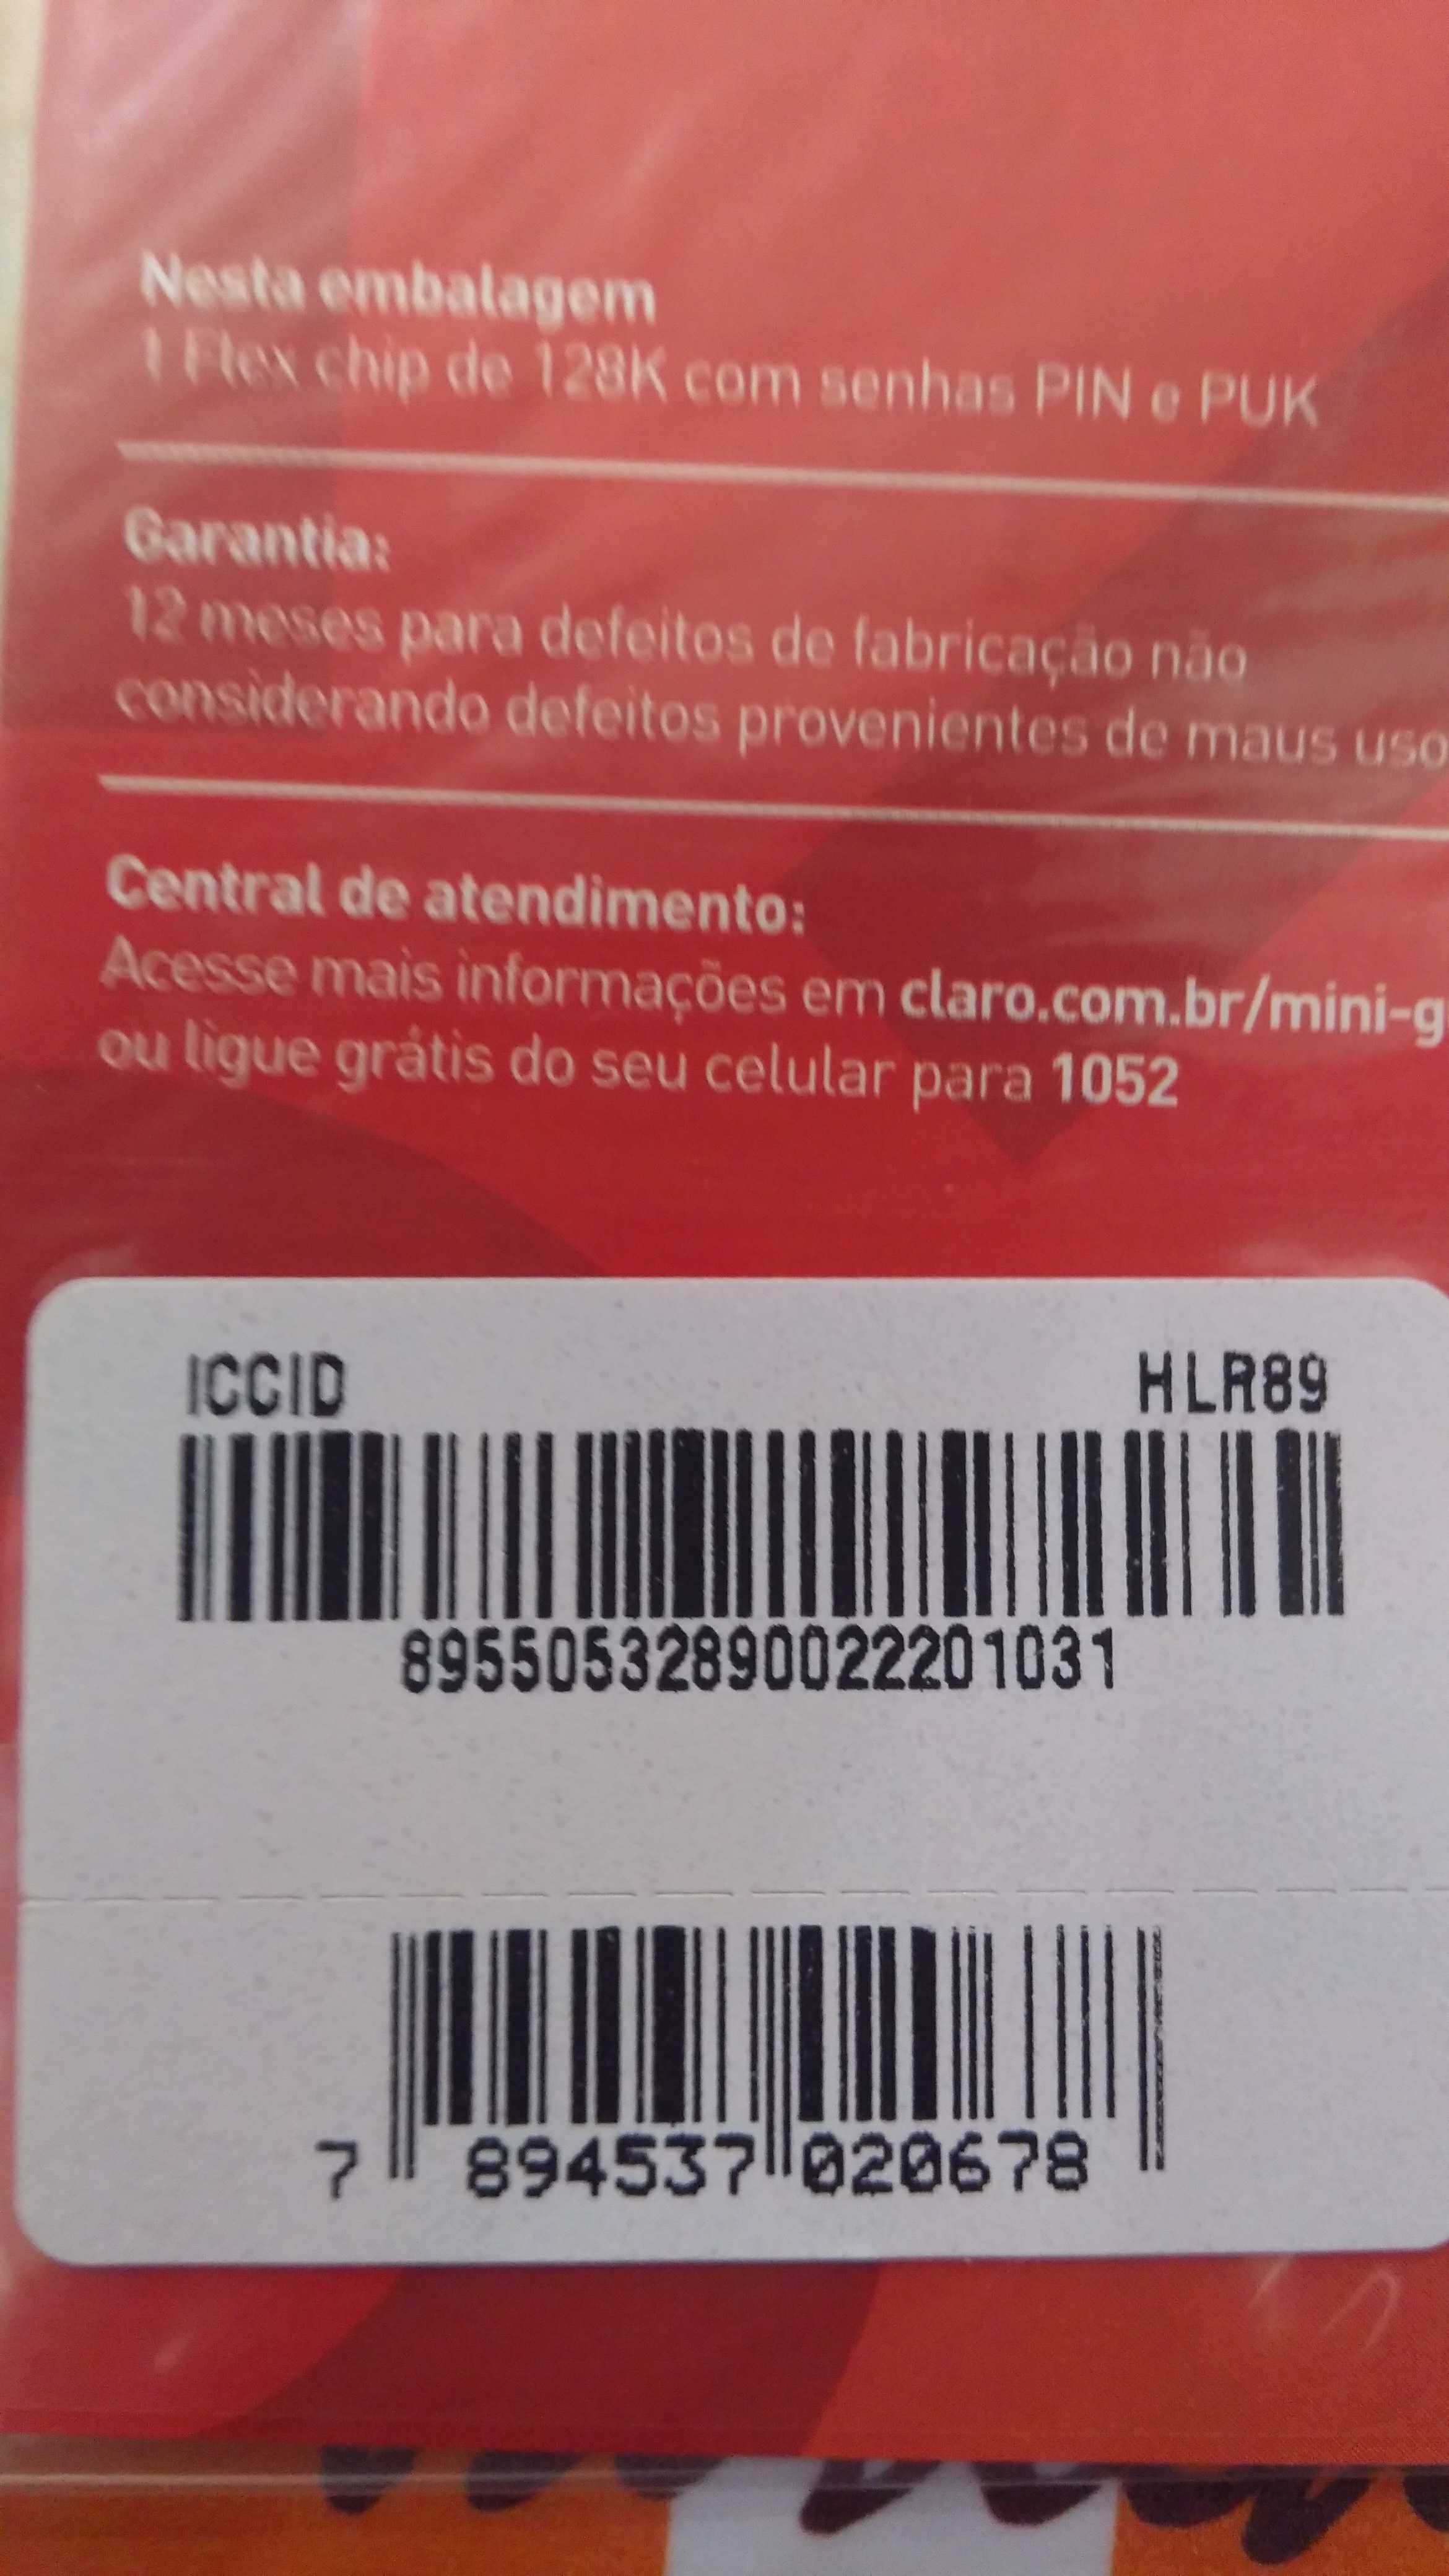 Nesta embalagem
1 Flex chip de 128K com senhas PIN e PUK
Garantia:
12 meses para defeitos de fabricação não
considerando defeitos provenientes de maus uso
Central de atendimento:
Acesse mais informações em claro.com.br/mini-g
ou ligue grátis do seu celular para 1052
ICCID HLR89
89550532890022201031
7 894537 020678